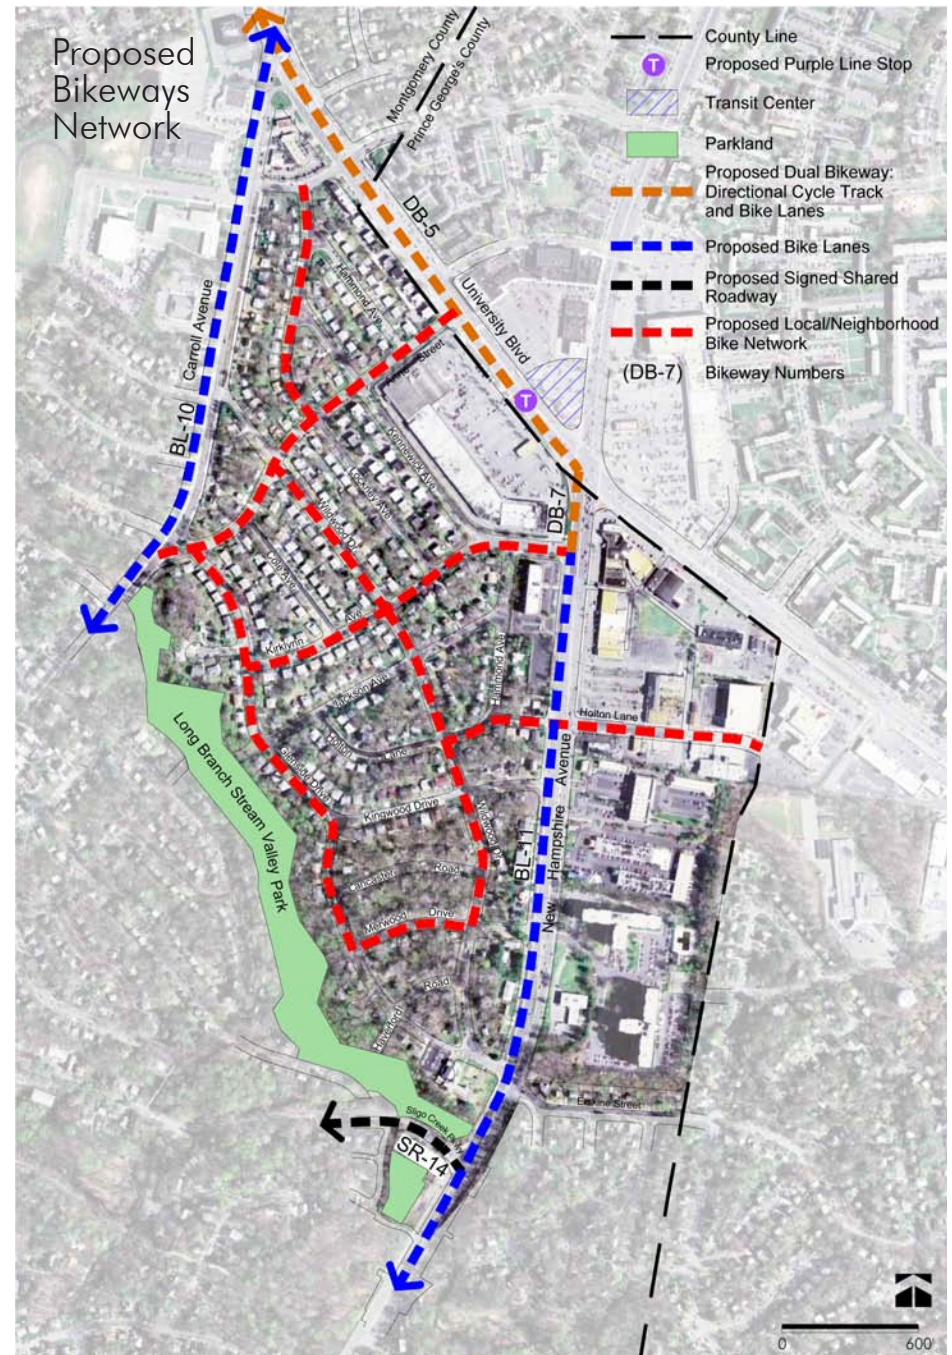 Proposed
Bikeways
Network
Montgomery County
Prince George's County
County Line
T
Proposed Purple Line Stop
Transit Center
Parkland
Proposed Dual Bikeway:
Directional Cycle Track
and Bike Lanes
Proposed Bike Lanes
Proposed Signed Shared
Roadway
Proposed Local/Neighborhood
Bike Network
(DB-7)
Bikeway Numbers
DB-5
University Blvd
Hammond Ave
Carroll Avenue
BL-10
Street
T
Kennewick Ave
Lockney Ave
Wildwood Dr
DB-7
Cole Ave
Kirklynn
Ave
Jackson Ave
Hammond Ave
Holton
Lane
Holton Lane
Glenside Drive
Long Branch Stream Valley Park
Kingwood Drive
Wildwood Dr
BL-11
New
Hampshire
Avenue
Lancaster
Road
Merwood
Drive
Haverford
Road
Erskine Street
Sligo Creek Pkwy
SR-14
0
600'